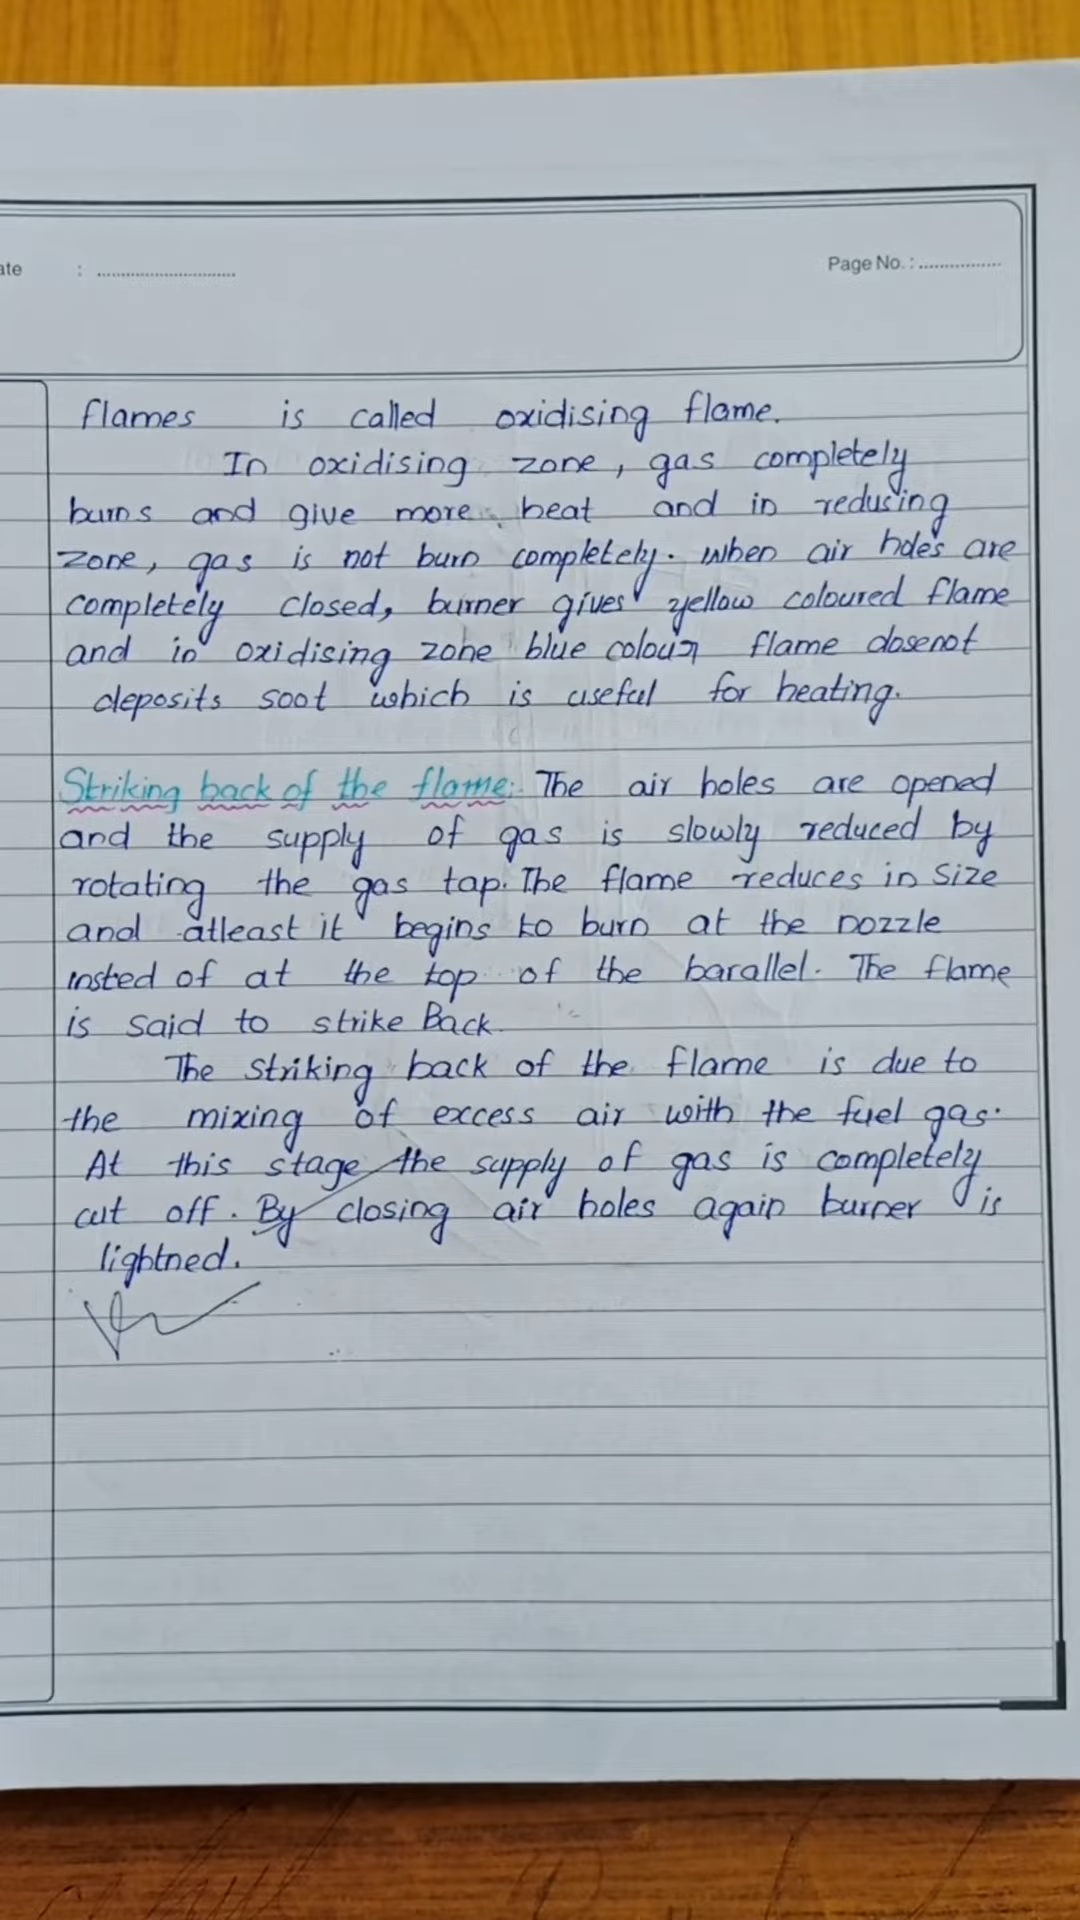 ate : ..............................
Page No. : ..................
flames is called oxidising flame.
In oxidising zone, gas completely
burns and give more heat and in reducing
zone, gas is not burn completely. when air holes are
completely closed, burner gives yellow coloured flame
and in oxidising zone blue colour flame dosenot
deposits soot which is useful for heating.
Striking back of the flame:- The air holes are opened
and the supply of gas is slowly reduced by
rotating the gas tap. The flame reduces in size
and atleast it begins to burn at the nozzle
insted of at the top of the barallel. The flame
is said to strike Back.
The striking back of the flame is due to
the mixing of excess air with the fuel gas.
At this stage the supply of gas is completely
cut off. By closing air holes again burner is
lightned.